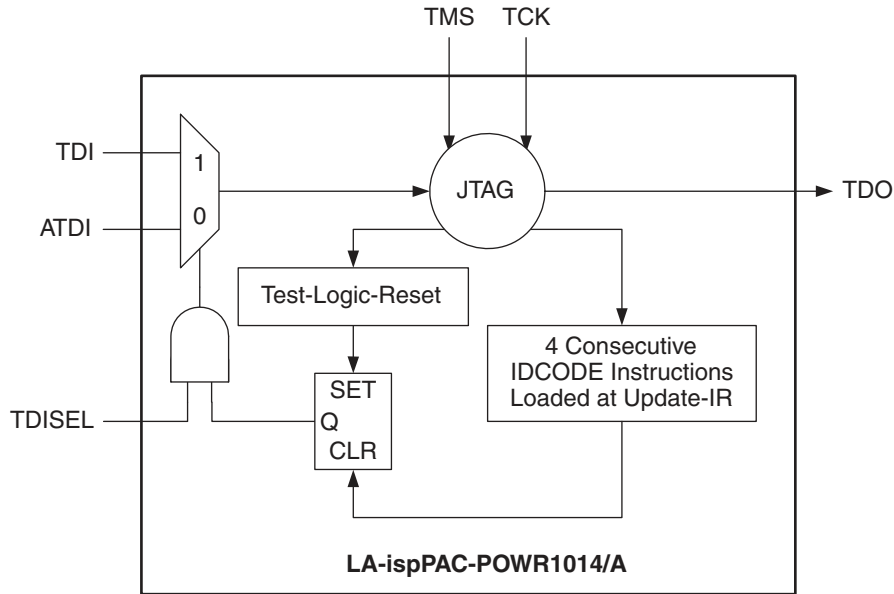 TMS TCK
TDI
1
JTAG
TDO
0
ATDI
Test-Logic-Reset
4 Consecutive
IDCODE Instructions
Loaded at Update-IR
SET
TDISEL
Q
CLR
LA-ispPAC-POWR1014/A